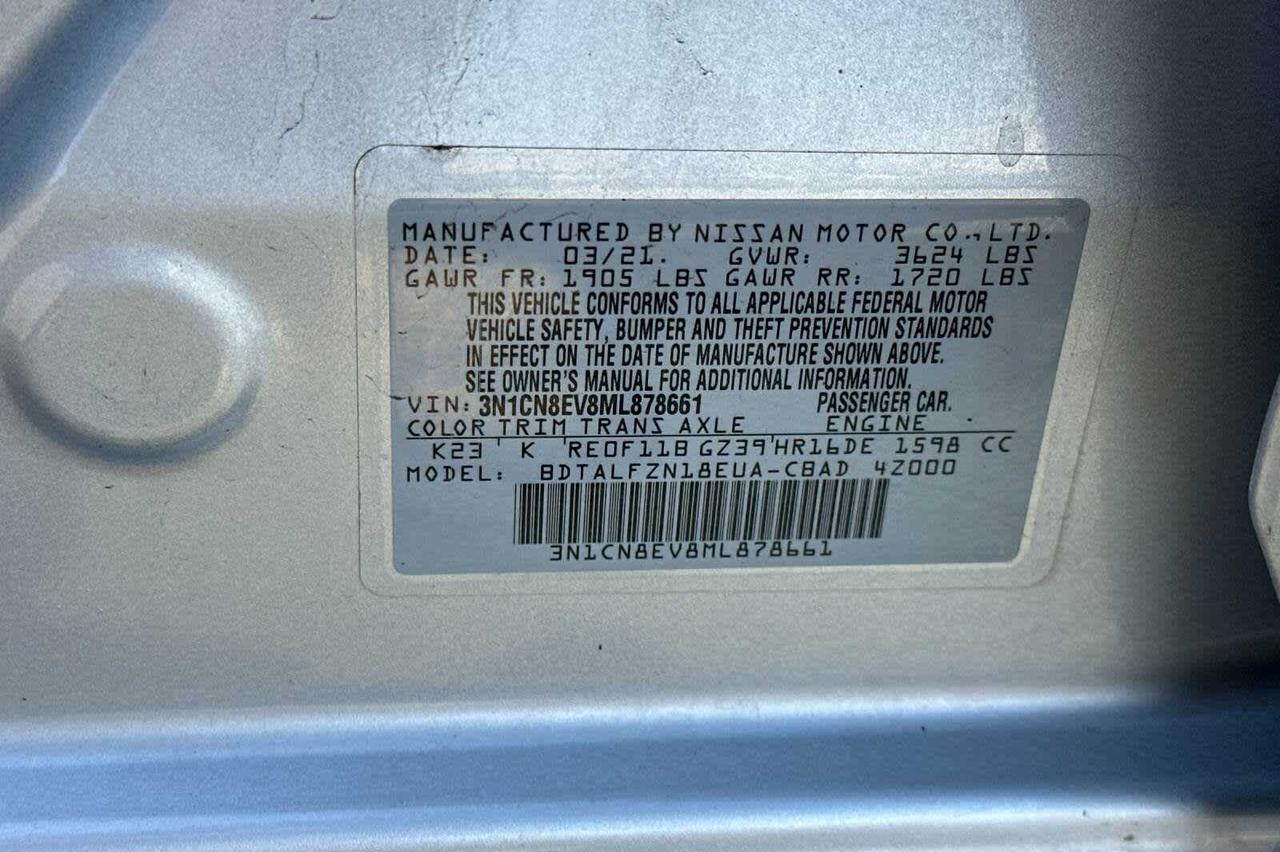 MANUFACTURED BY NISSAN MOTOR CO., LTD.
DATE: 03/21. GVWR: 3624 LBS
GAWR FR: 1905 LBS GAWR RR: 1720 LBS
THIS VEHICLE CONFORMS TO ALL APPLICABLE FEDERAL MOTOR
VEHICLE SAFETY, BUMPER AND THEFT PREVENTION STANDARDS
IN EFFECT ON THE DATE OF MANUFACTURE SHOWN ABOVE.
SEE OWNER'S MANUAL FOR ADDITIONAL INFORMATION.
VIN: 3N1CN8EV8ML878661 PASSENGER CAR.
COLOR TRIM TRANS AXLE ENGINE
K23 ' K 'RE0F11B GZ39'HR16DE 1598 CC
MODEL: BDTALFZN18EUA-CBAD 4Z000
3N1CN8EV8ML878661